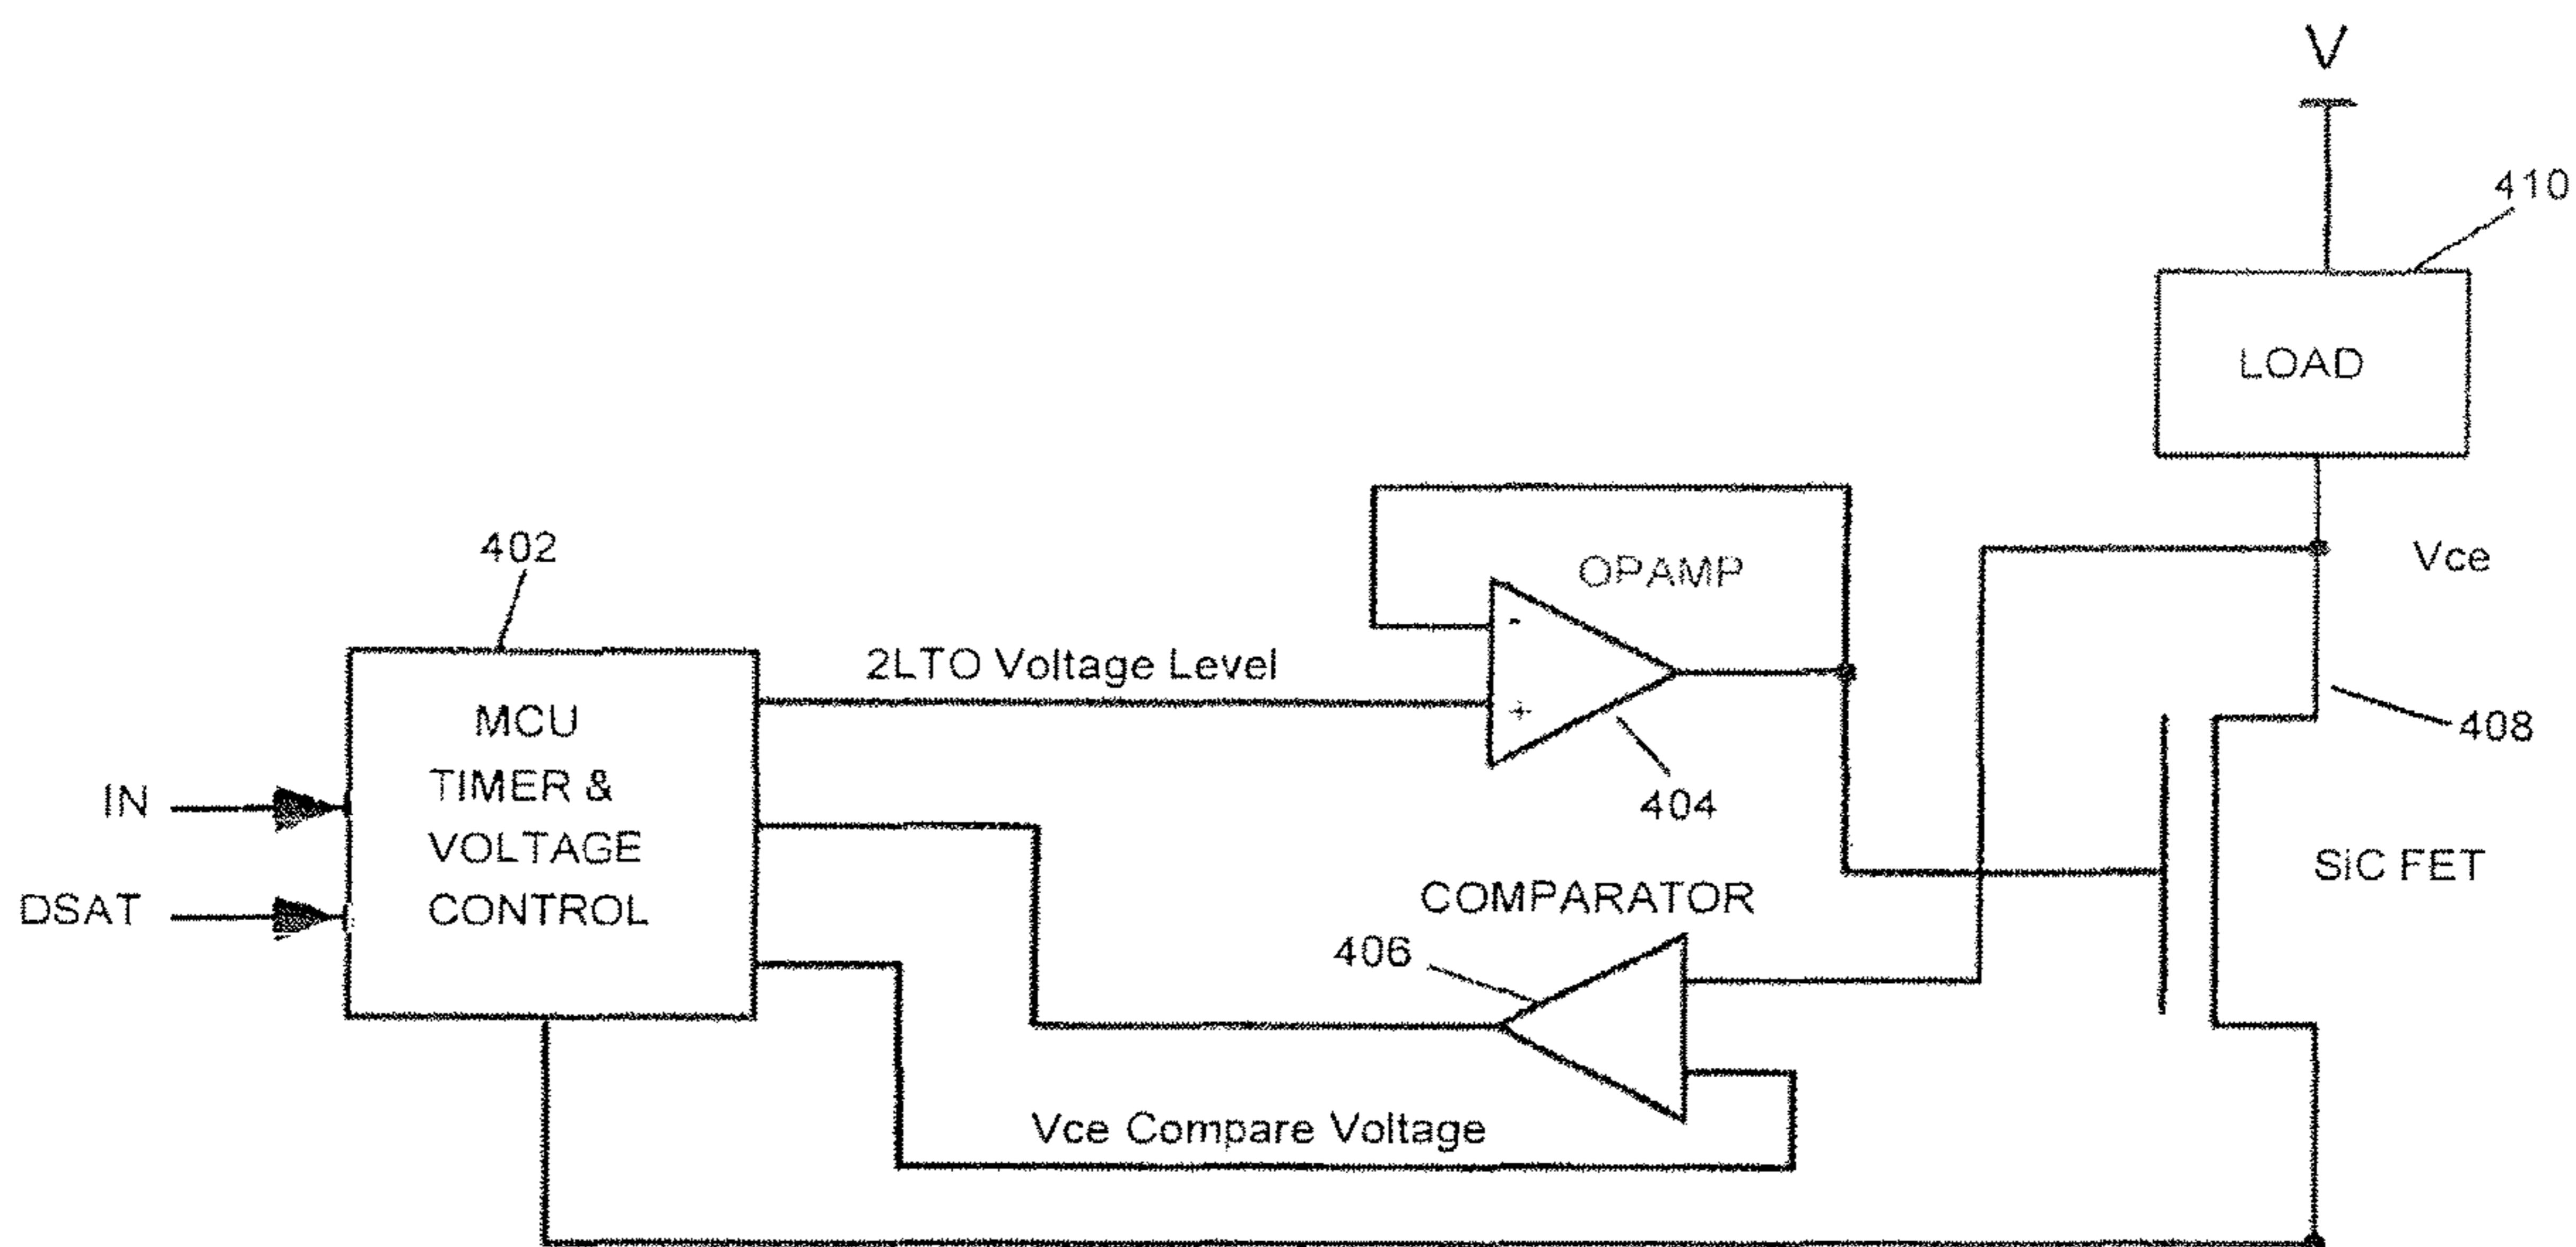 V
410
LOAD
Vce
402
OPAMP
-
+
2LTO Voltage Level
404
408
MCU
TIMER &
VOLTAGE
CONTROL
IN
DSAT
SiC FET
COMPARATOR
406
Vce Compare Voltage